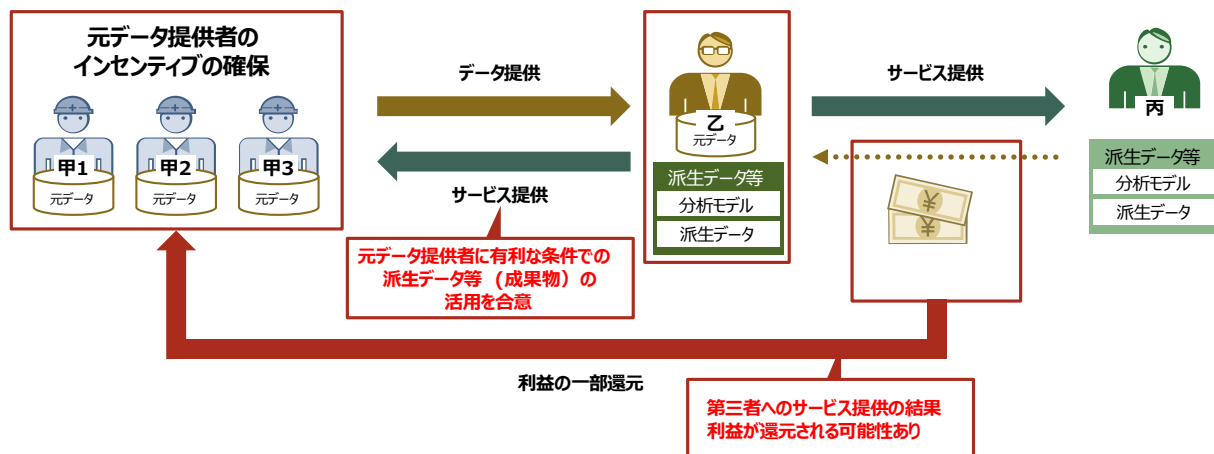 元データ提供者の
インセンティブの確保
甲1
甲2
甲3
元データ
元データ
元データ
データ提供
サービス提供
元データ提供者に有利な条件での
派生データ等 (成果物) の
活用を合意
乙
元データ
派生データ等
分析モデル
派生データ
サービス提供
¥
¥
丙
派生データ等
分析モデル
派生データ
利益の一部還元
第三者へのサービス提供の結果
利益が還元される可能性あり